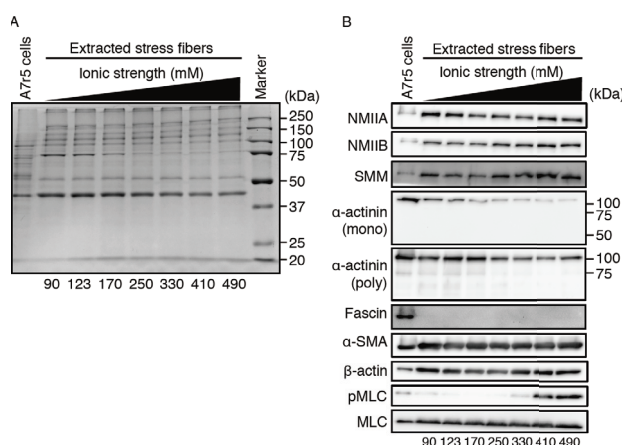 A
A7r5 cells
Extracted stress fibers
Ionic strength (mM)
Marker
(kDa)
250
150
100
75
50
37
25
20
90 123 170 250 330 410 490
B
A7r5 cells
Extracted stress fibers
Ionic strength (mM)
(kDa)
NMIIA
NMIIB
SMM
α-actinin
(mono)
100
75
50
α-actinin
(poly)
100
75
Fascin
α-SMA
β-actin
pMLC
MLC
90 123 170 250 330 410 490